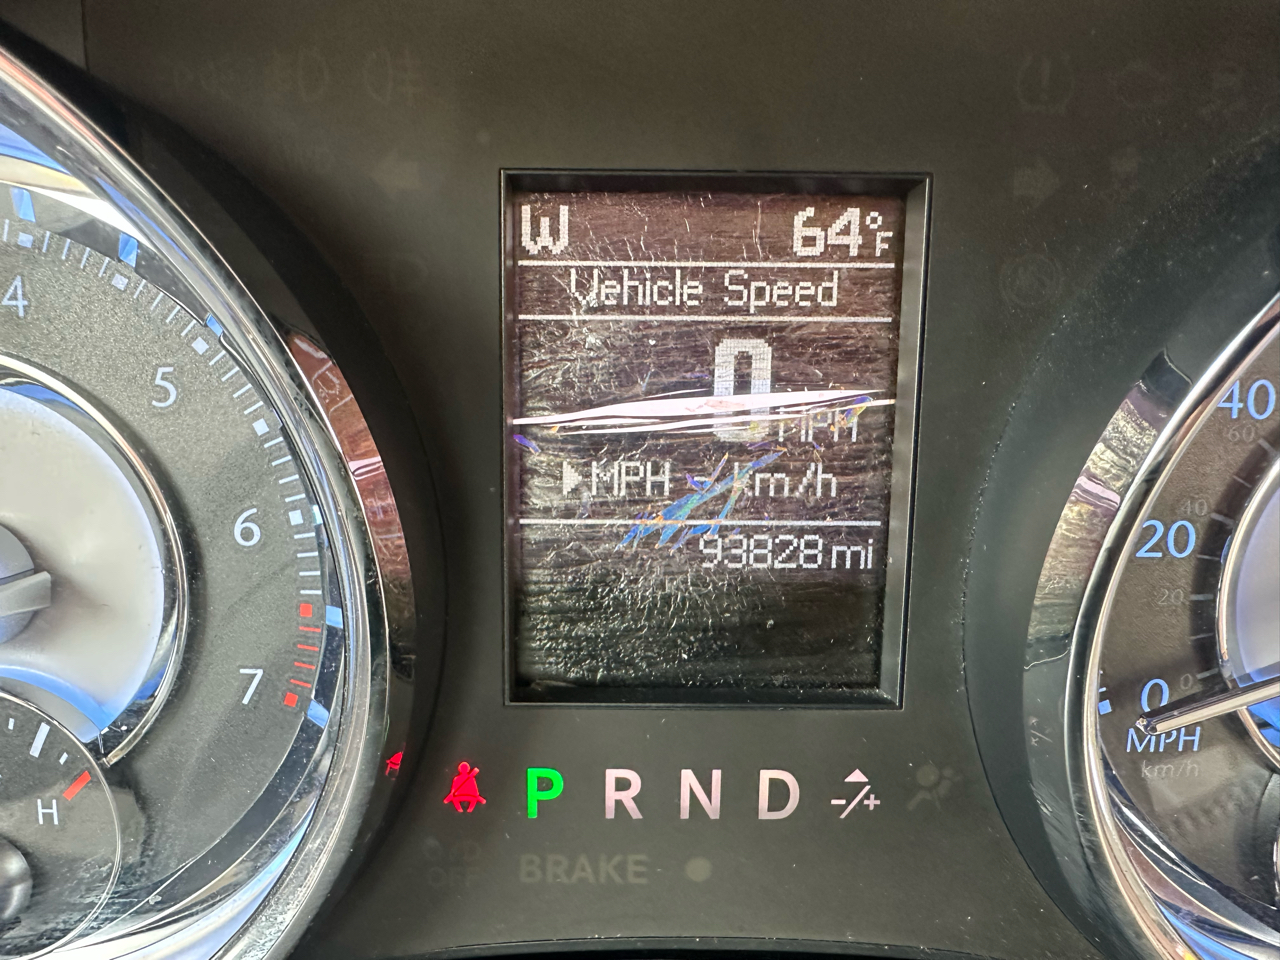 W 64°F
Vehicle Speed
0 MPH
▶MPH - km/h
93828 mi
4
5
6
7
H
P R N D -/+
BRAKE
40
60
40
20
20
0 0
MPH
km/h